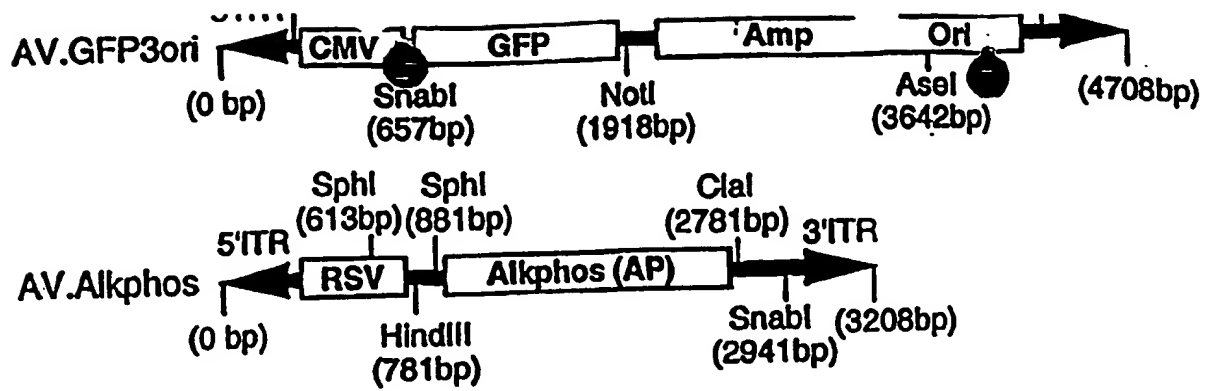 AV.GFP3ori
CMV
GFP
Amp
Ori
(0 bp)
SnabI
(657bp)
NotI
(1918bp)
AseI
(3642bp)
(4708bp)
SphI
(613bp)
SphI
(881bp)
ClaI
(2781bp)
5'ITR
3'ITR
AV.Alkphos
RSV
Alkphos (AP)
(0 bp)
HindIII
(781bp)
SnabI
(2941bp)
(3208bp)